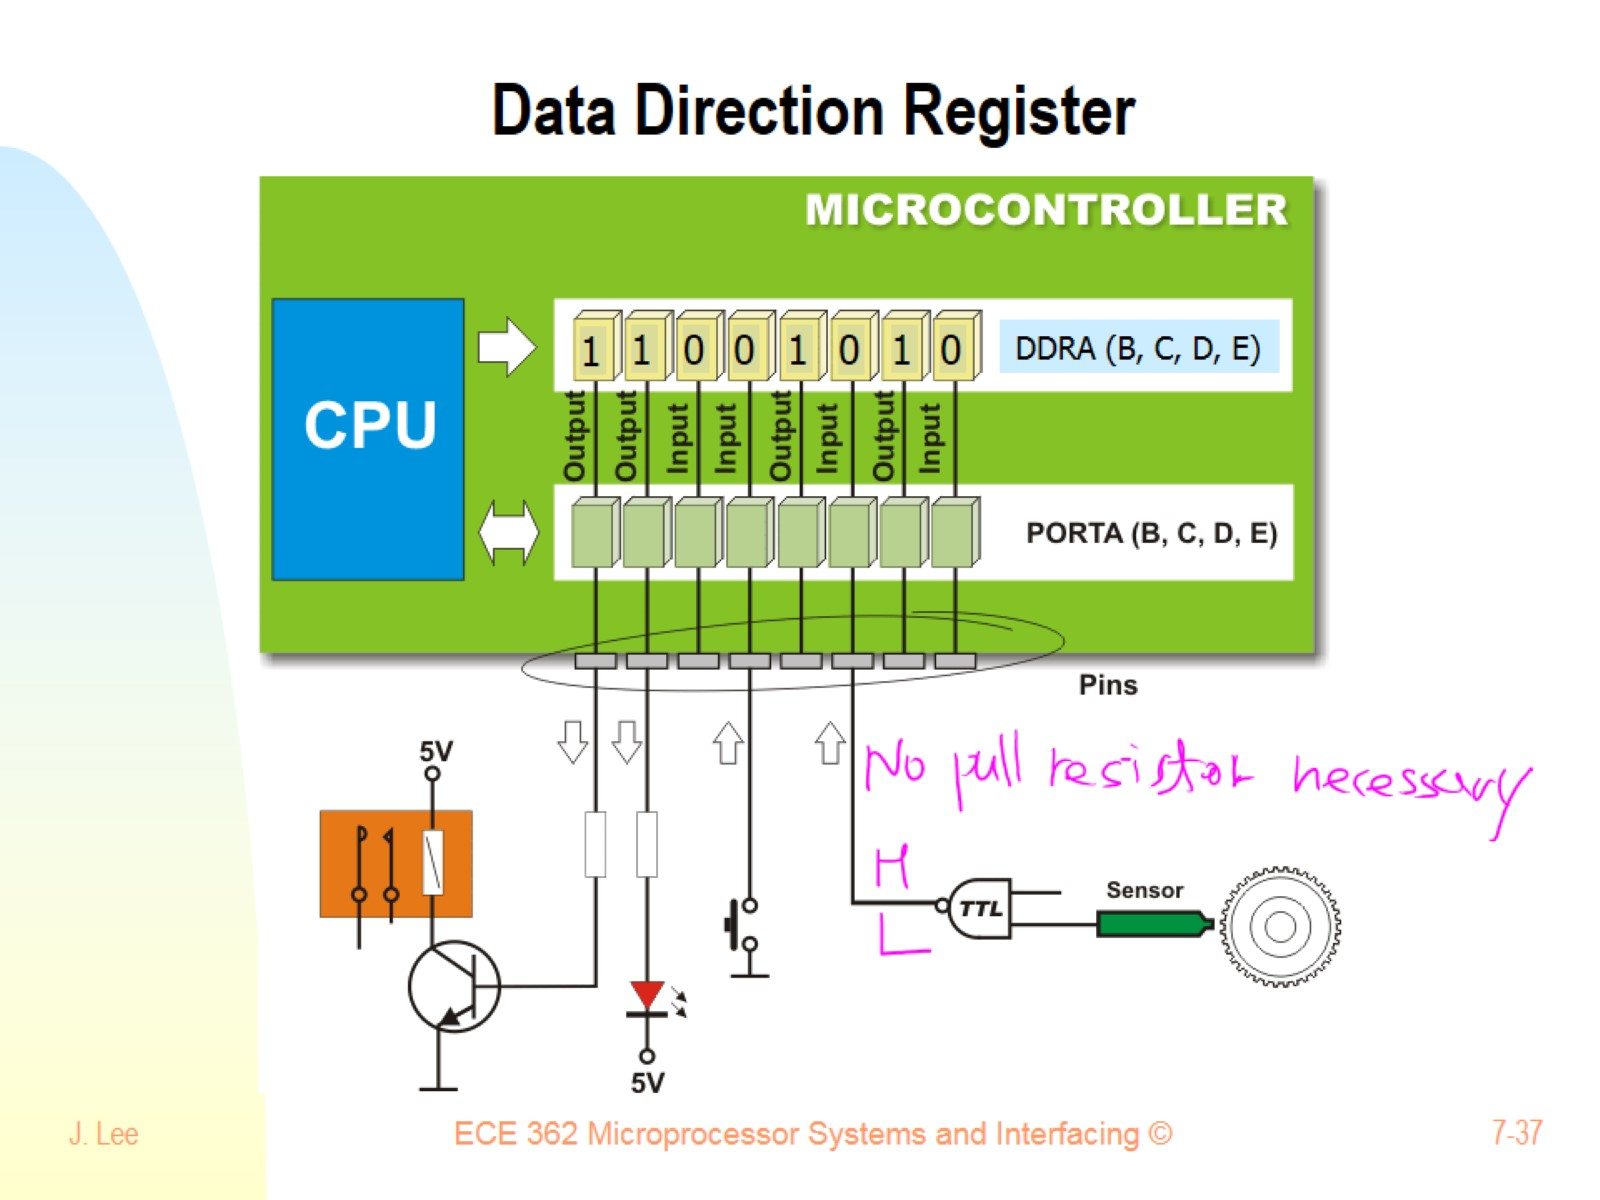 Data Direction Register
MICROCONTROLLER
CPU
1 1 0 0 1 0 1 0
DDRA (B, C, D, E)
Output
Output
Input
Input
Output
Input
Output
Input
PORTA (B, C, D, E)
Pins
5V
No pull resistor necessary
H
L
TTL
Sensor
5V
J. Lee
ECE 362 Microprocessor Systems and Interfacing ©
7-37